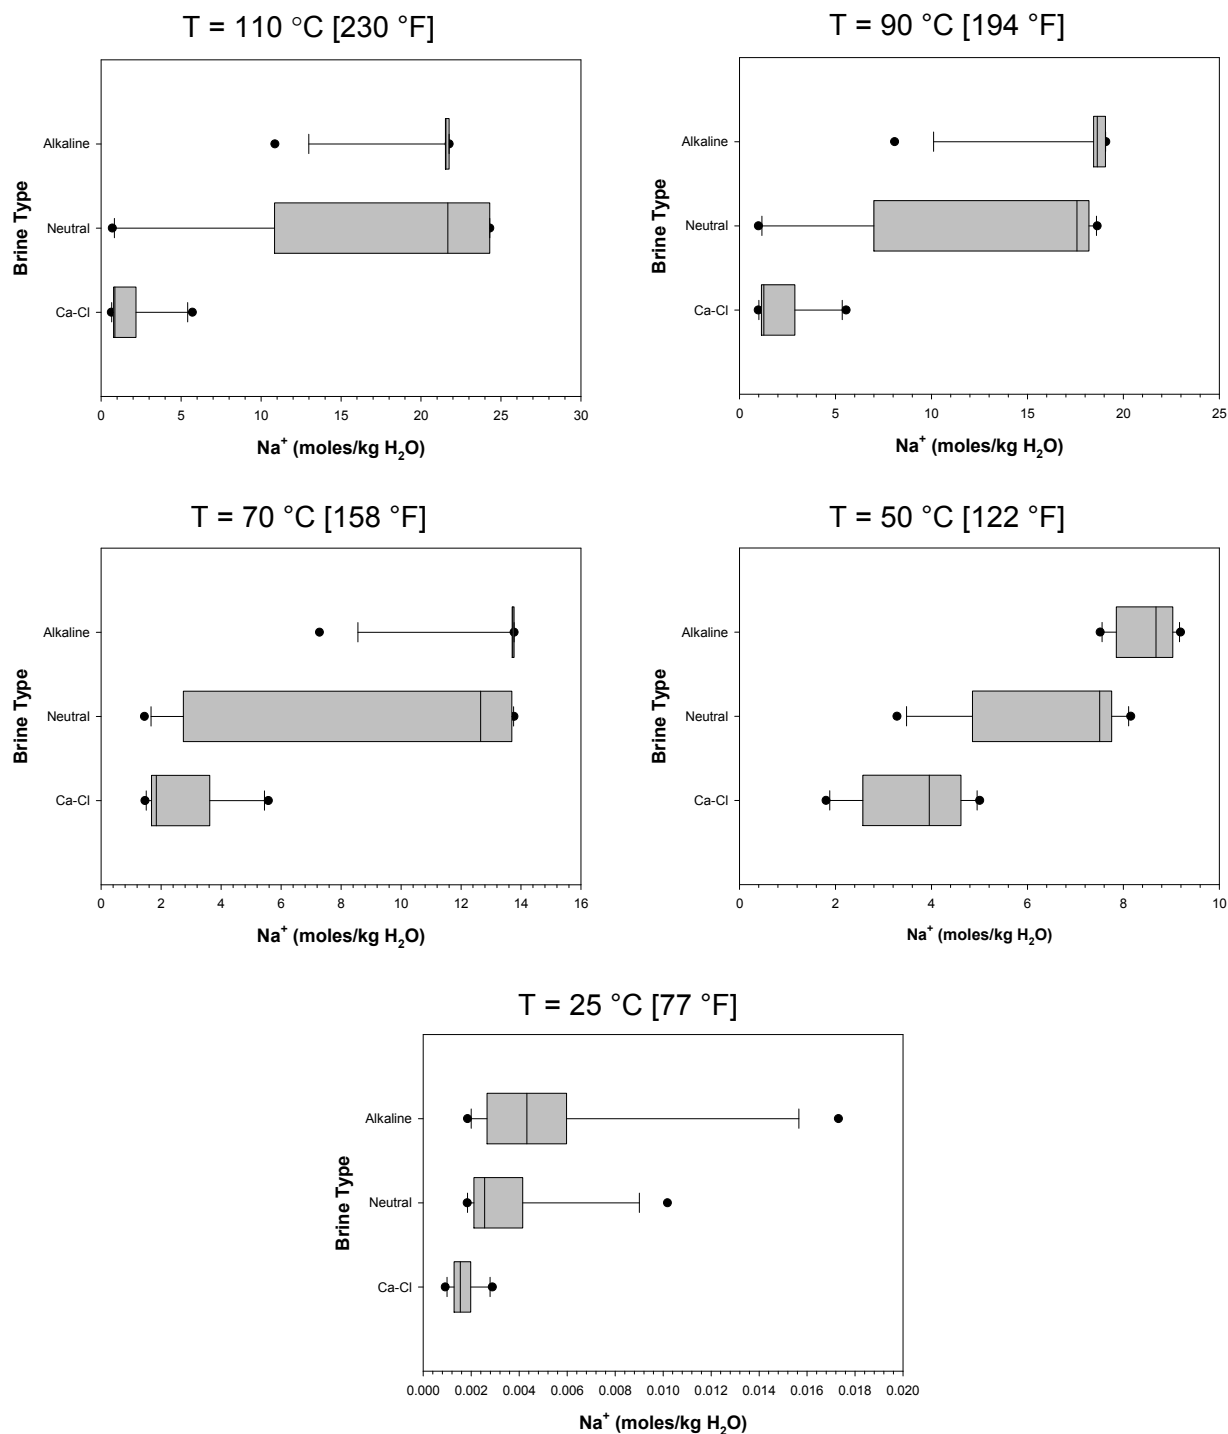 T = 110 °C [230 °F]
Alkaline
Neutral
Ca-Cl
Brine Type
0 5 10 15 20 25 30
Na⁺ (moles/kg H₂O)
T = 90 °C [194 °F]
Alkaline
Neutral
Ca-Cl
Brine Type
0 5 10 15 20 25
Na⁺ (moles/kg H₂O)
T = 70 °C [158 °F]
Alkaline
Neutral
Ca-Cl
Brine Type
0 2 4 6 8 10 12 14 16
Na⁺ (moles/kg H₂O)
T = 50 °C [122 °F]
Alkaline
Neutral
Ca-Cl
Brine Type
0 2 4 6 8 10
Na⁺ (moles/kg H₂O)
T = 25 °C [77 °F]
Alkaline
Neutral
Ca-Cl
Brine Type
0.000 0.002 0.004 0.006 0.008 0.010 0.012 0.014 0.016 0.018 0.020
Na⁺ (moles/kg H₂O)